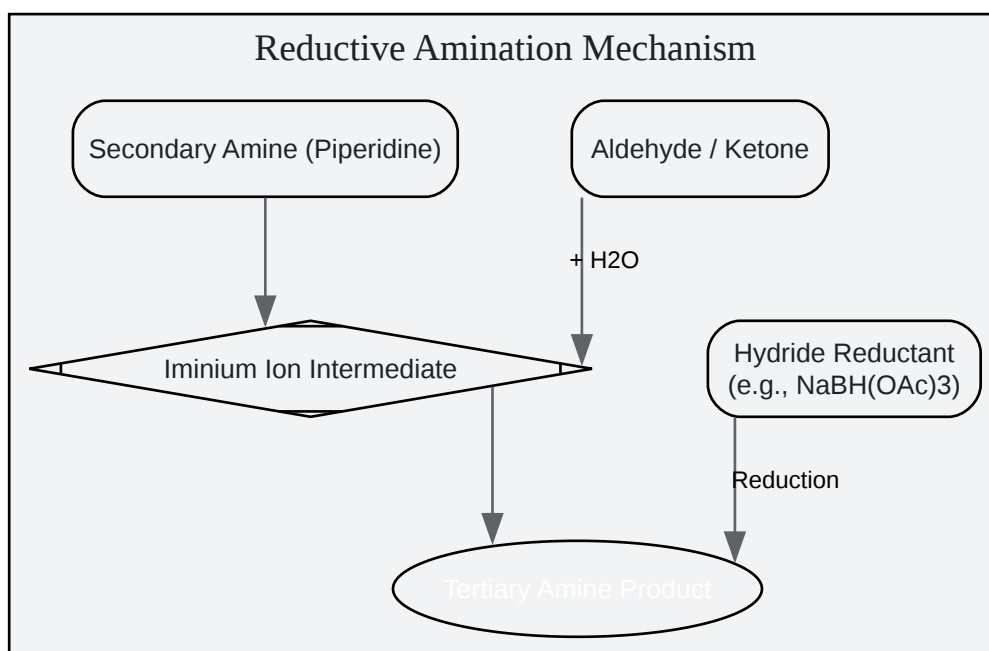 Reductive Amination Mechanism
Secondary Amine (Piperidine)
Aldehyde / Ketone
+ H2O
Iminium Ion Intermediate
Hydride Reductant
(e.g., NaBH(OAc)3)
Reduction
Tertiary Amine Product